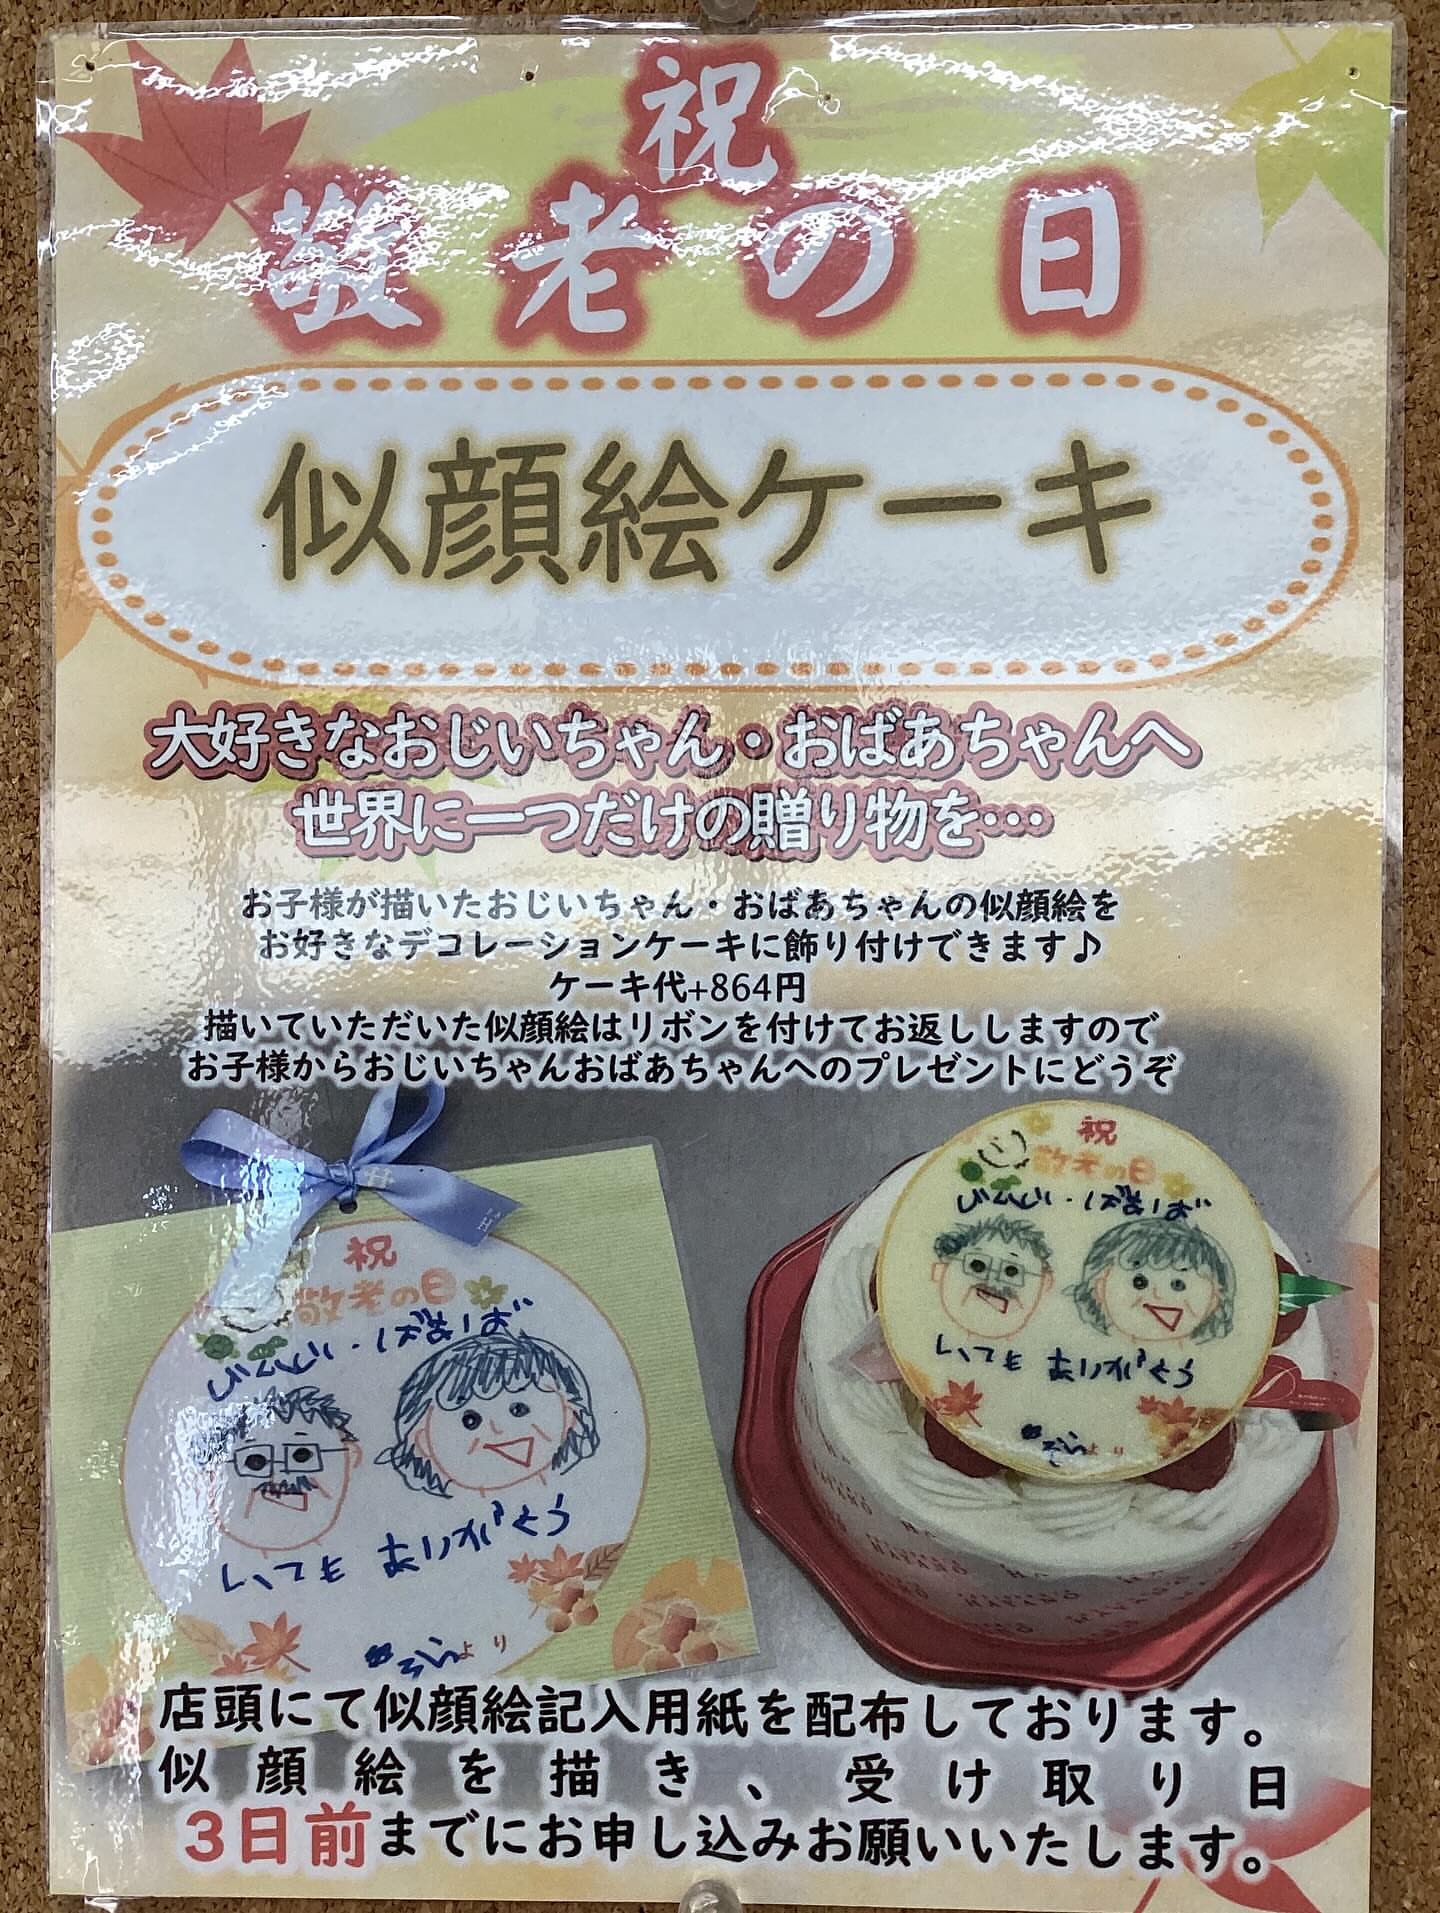 祝
敬老の日
似顔絵ケーキ
大好きなおじいちゃん・おばあちゃんへ
世界に一つだけの贈り物を…
お子様が描いたおじいちゃん・おばあちゃんの似顔絵を
お好きなデコレーションケーキに飾り付けできます♪
ケーキ代+864円
描いていただいた似顔絵はリボンを付けてお返ししますので
お子様からおじいちゃんおばあちゃんへのプレゼントにどうぞ
祝
敬老の日
じいじい・ばあばあ
いつも ありがとう
より
祝
敬老の日
じいじい・ばあばあ
いつも ありがとう
より
店頭にて似顔絵記入用紙を配布しております。
似顔絵を描き、受け取り日
3日前までにお申し込みお願いいたします。